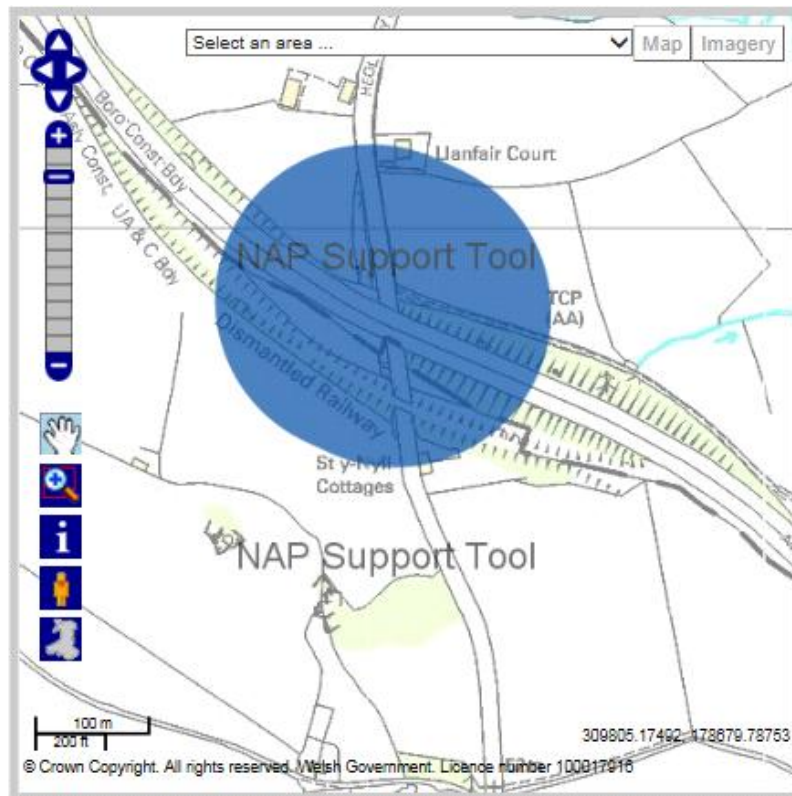 Select an area ...
Map
Imagery
HEOL
Boro Const Bdy
Asly Const,
UA & C Bdy
Llanfair Court
NAP Support Tool
TCP
(AA)
Dismantled Railway
St y-Nyll
Cottages
NAP Support Tool
100 m
200 ft
309805.17492, 178679.78753
© Crown Copyright. All rights reserved. Welsh Government. Licence number 100017916